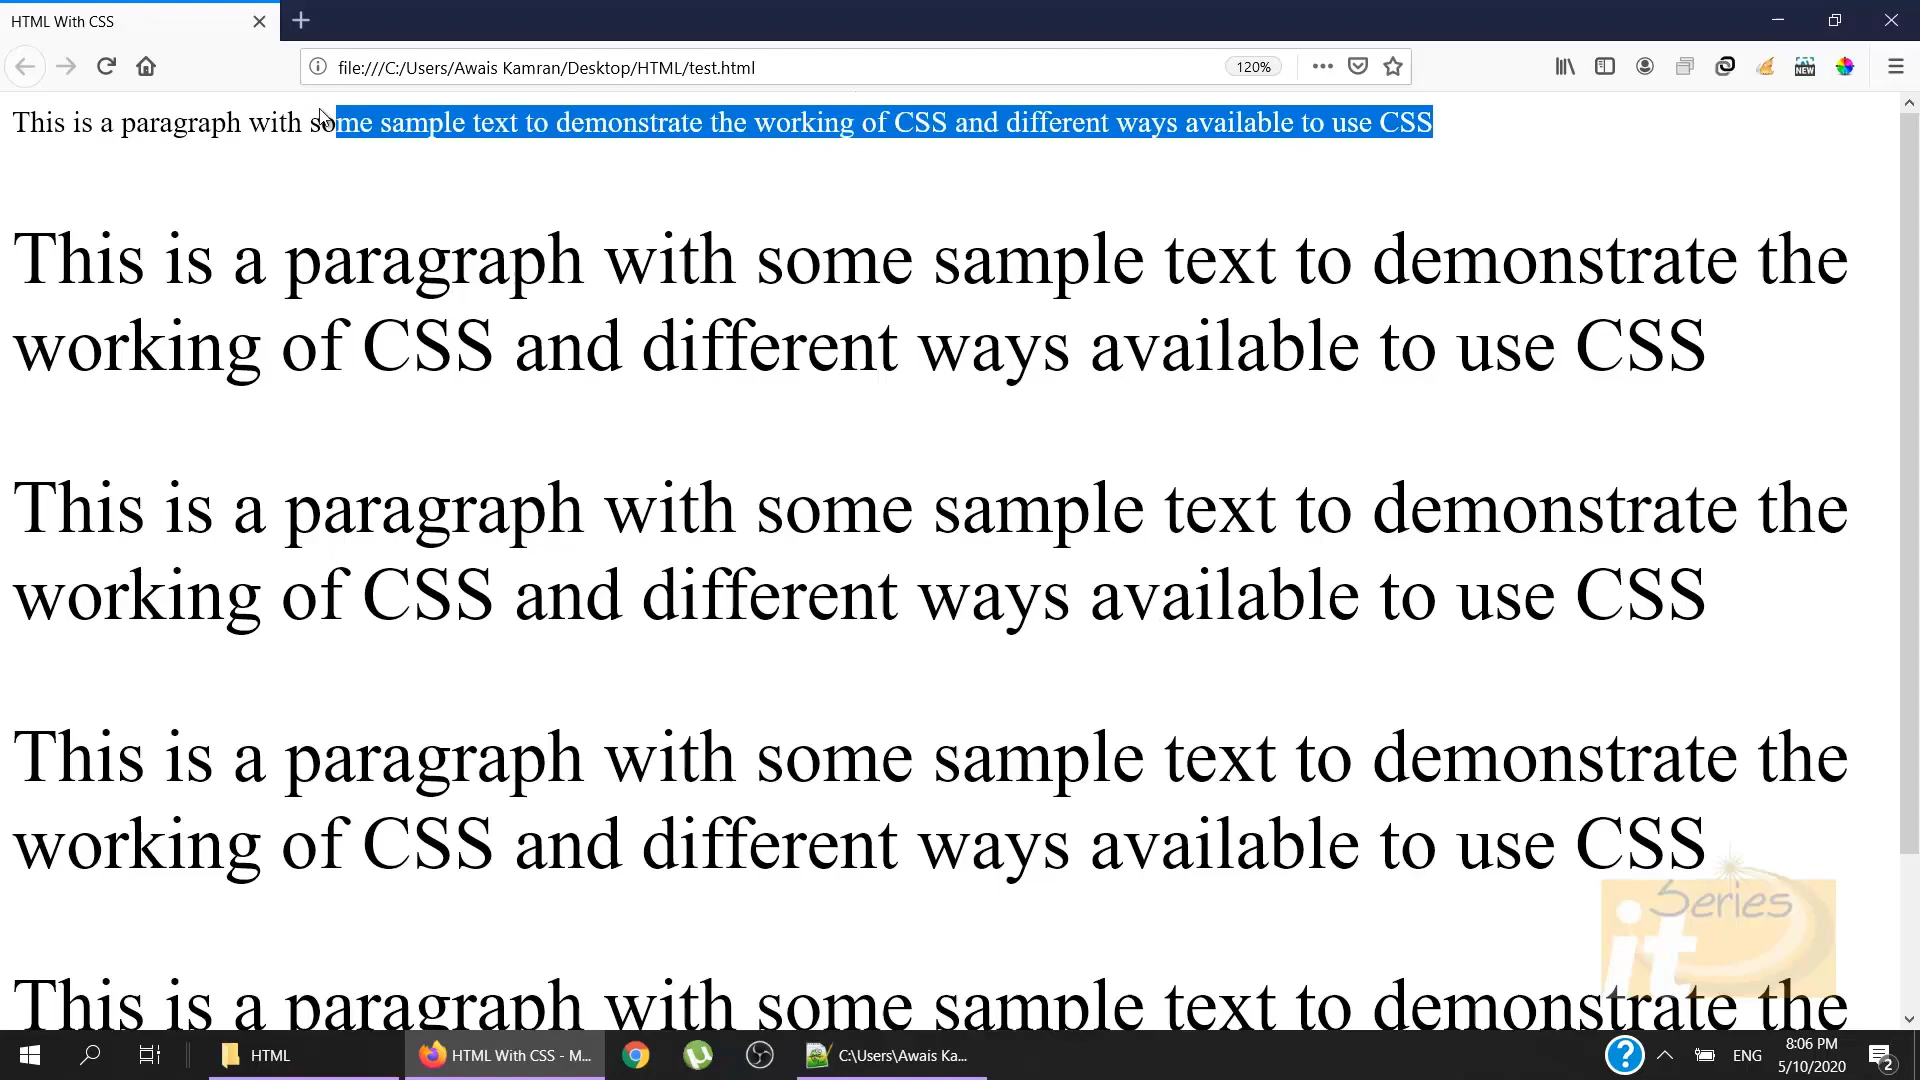 HTML With CSS
file:///C:/Users/Awais Kamran/Desktop/HTML/test.html
120%
NEW
This is a paragraph with some sample text to demonstrate the working of CSS and different ways available to use CSS
This is a paragraph with some sample text to demonstrate the
working of CSS and different ways available to use CSS
This is a paragraph with some sample text to demonstrate the
working of CSS and different ways available to use CSS
This is a paragraph with some sample text to demonstrate the
working of CSS and different ways available to use CSS
Series
it
This is a paragraph with some sample text to demonstrate the
HTML
HTML With CSS - M...
C:\Users\Awais Ka...
ENG
8:06 PM
5/10/2020
2